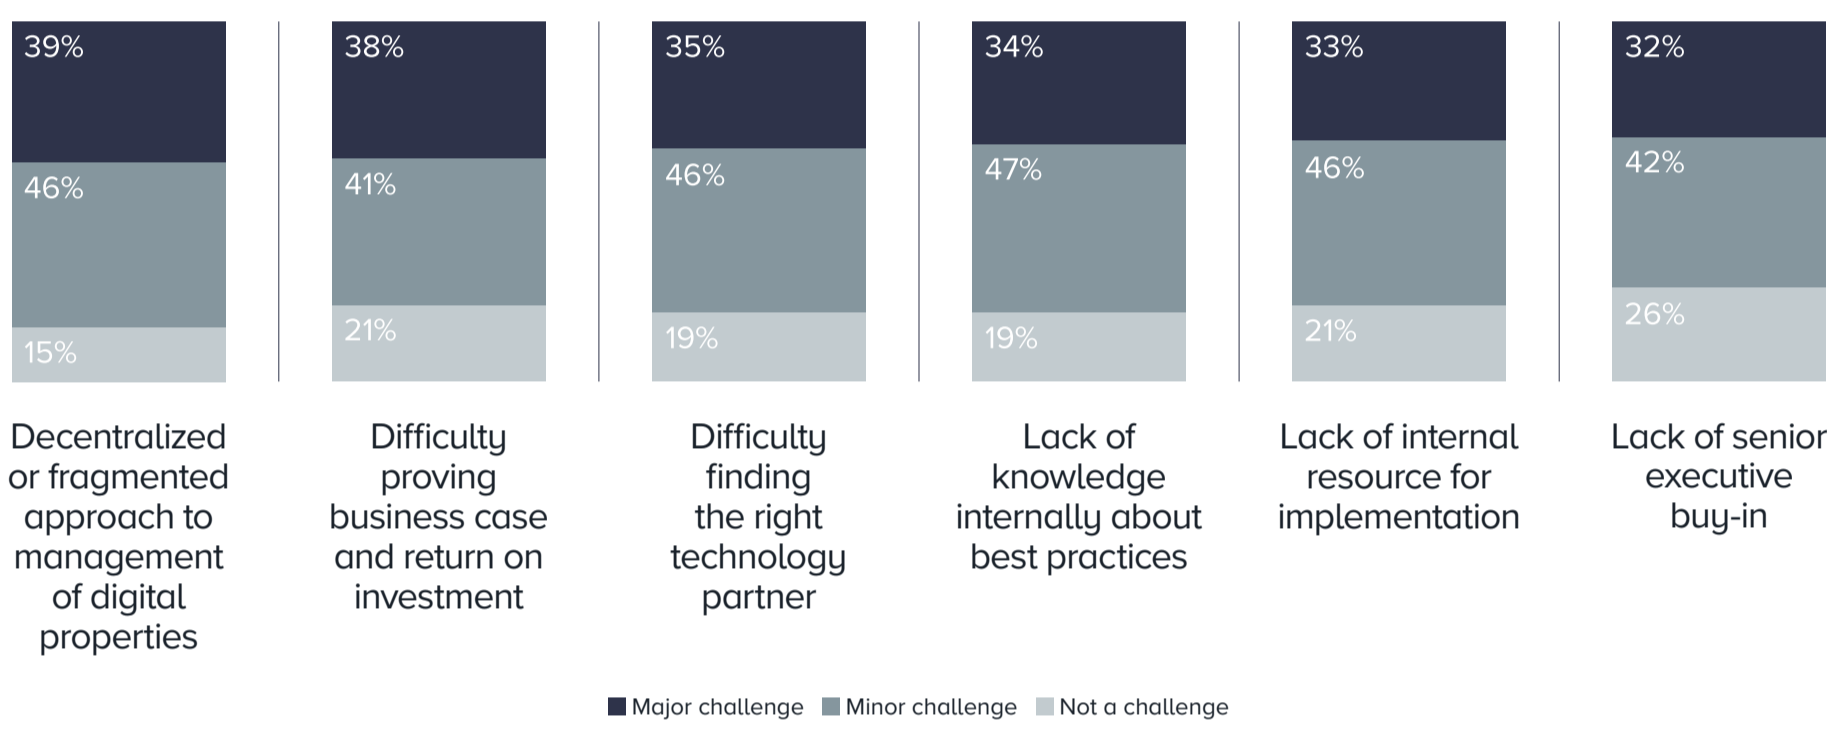 39%
46%
15%
Decentralized
or fragmented
approach to
management
of digital
properties
38%
41%
21%
Difficulty
proving
business case
and return on
investment
35%
46%
19%
Difficulty
finding
the right
technology
partner
34%
47%
19%
Lack of
knowledge
internally about
best practices
33%
46%
21%
Lack of internal
resource for
implementation
32%
42%
26%
Lack of senior
executive
buy-in
Major challenge
Minor challenge
Not a challenge